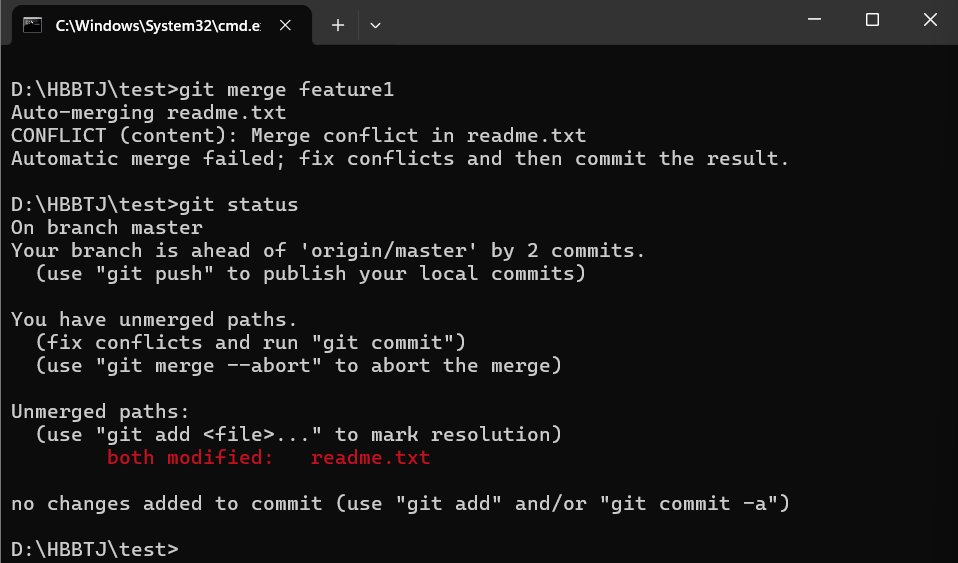 C:\Windows\System32\cmd.e
D:\HBBTJ\test>git merge feature1
Auto-merging readme.txt
CONFLICT (content): Merge conflict in readme.txt
Automatic merge failed; fix conflicts and then commit the result.
D:\HBBTJ\test>git status
On branch master
Your branch is ahead of 'origin/master' by 2 commits.
  (use "git push" to publish your local commits)
You have unmerged paths.
  (fix conflicts and run "git commit")
  (use "git merge --abort" to abort the merge)
Unmerged paths:
  (use "git add <file>..." to mark resolution)
        both modified:   readme.txt
no changes added to commit (use "git add" and/or "git commit -a")
D:\HBBTJ\test>